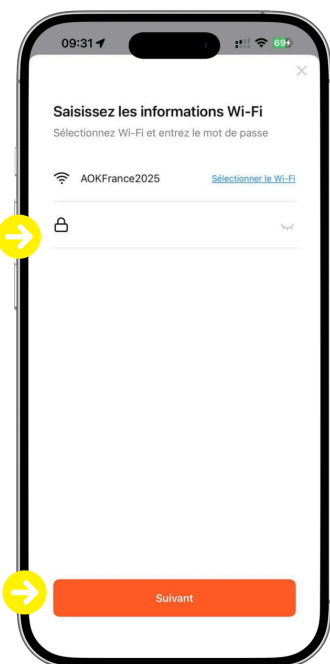 09:31
69
Saisissez les informations Wi-Fi
Sélectionnez Wi-Fi et entrez le mot de passe
AOKFrance2025 Sélectionner le Wi-Fi
Suivant